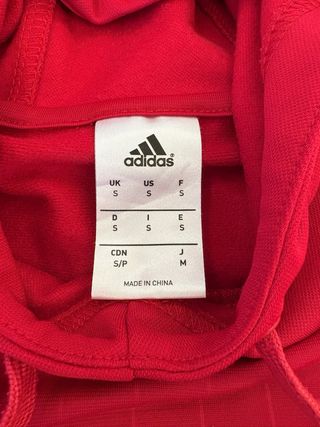 adidas®
UK US F
S S S
D I E
S S S
CDN J
S/P M
MADE IN CHINA